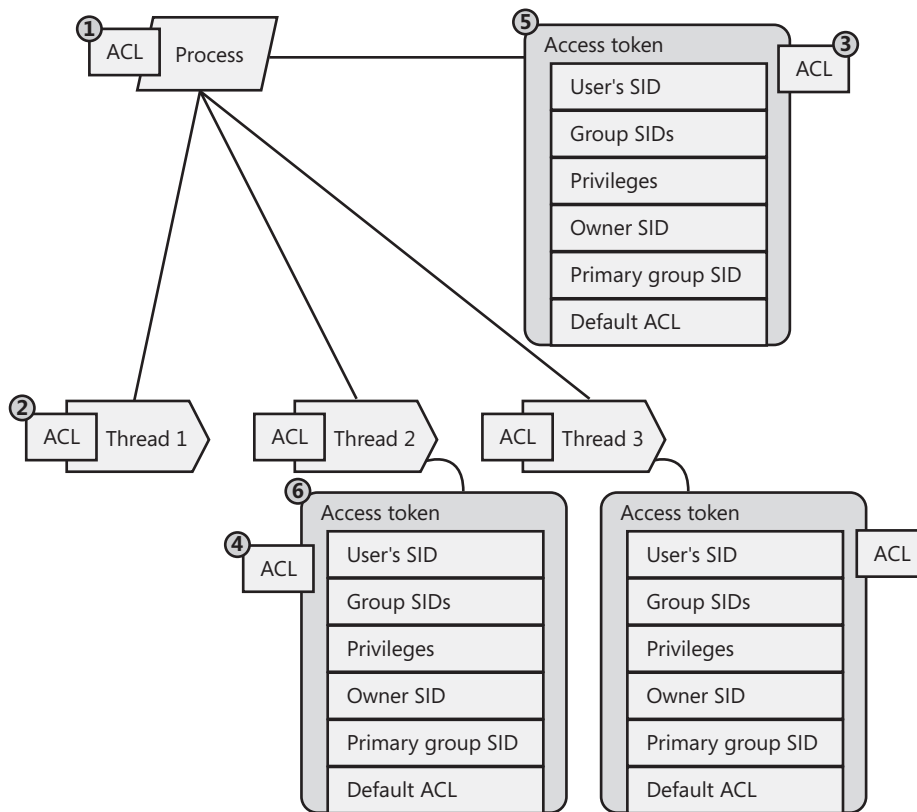 1
ACL
Process
5
Access token
3
ACL
User's SID
Group SIDs
Privileges
Owner SID
Primary group SID
Default ACL
2
ACL
Thread 1
ACL
Thread 2
ACL
Thread 3
6
Access token
4
ACL
User's SID
Group SIDs
Privileges
Owner SID
Primary group SID
Default ACL
Access token
ACL
User's SID
Group SIDs
Privileges
Owner SID
Primary group SID
Default ACL